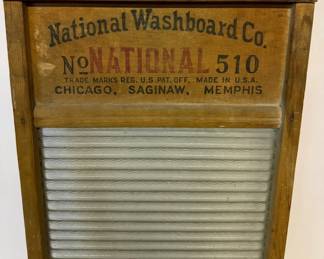 National Washboard Co.
No NATIONAL 510
TRADE MARKS REG. U.S. PAT. OFF. MADE IN U.S.A.
CHICAGO, SAGINAW, MEMPHIS